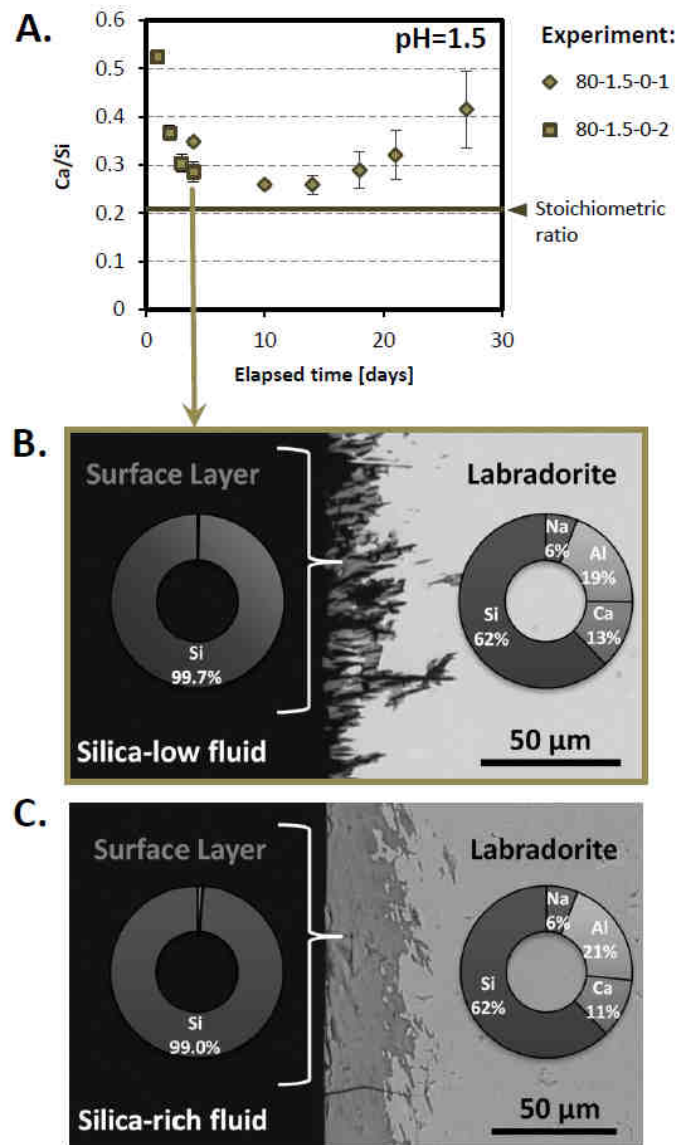 A.
0.6
0.5
0.4
0.3
0.2
0.1
0
Ca/Si
pH=1.5
0
10
20
30
Elapsed time [days]
Experiment:
80-1.5-0-1
80-1.5-0-2
Stoichiometric
ratio
B.
Surface Layer
Labradorite
Si
99.7%
Na
6%
Al
19%
Ca
13%
Si
62%
Silica-low fluid
50 µm
C.
Surface Layer
Labradorite
Si
99.0%
Na
6%
Al
21%
Ca
11%
Si
62%
Silica-rich fluid
50 µm